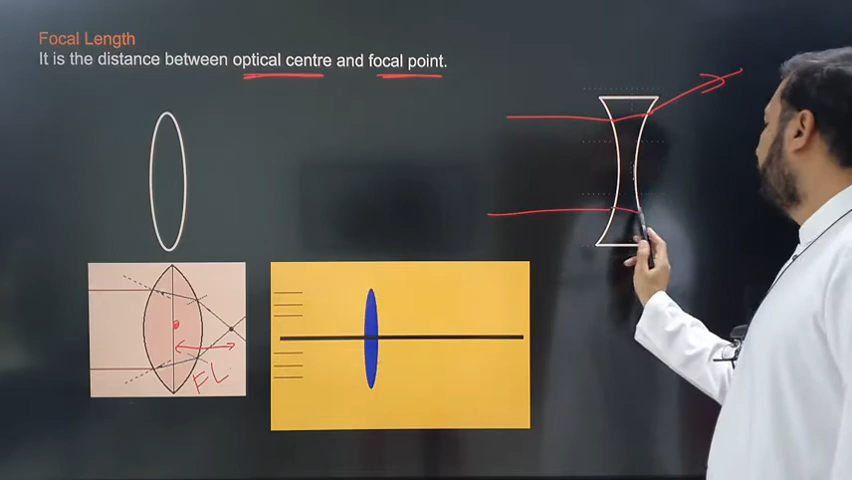 Focal Length
It is the distance between optical centre and focal point.
FL